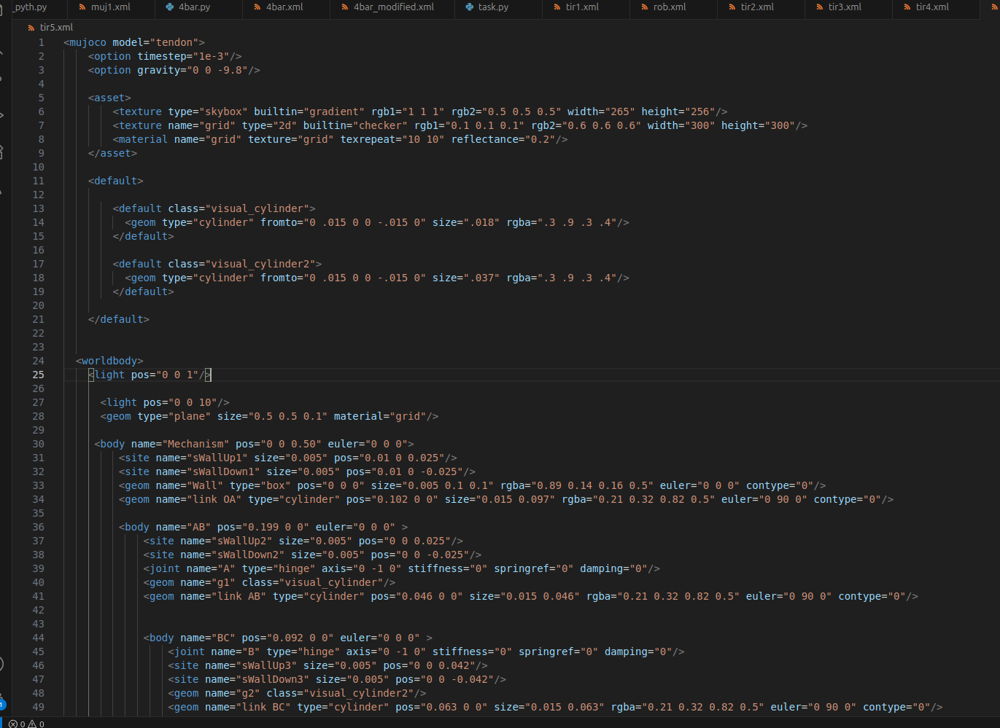 _pyth.py muj1.xml 4bar.py 4bar.xml 4bar_modified.xml task.py tir1.xml rob.xml tir2.xml tir3.xml tir4.xml
tir5.xml
1 <mujoco model="tendon">
2 <option timestep="1e-3"/>
3 <option gravity="0 0 -9.8"/>
4
5 <asset>
6 <texture type="skybox" builtin="gradient" rgb1="1 1 1" rgb2="0.5 0.5 0.5" width="265" height="256"/>
7 <texture name="grid" type="2d" builtin="checker" rgb1="0.1 0.1 0.1" rgb2="0.6 0.6 0.6" width="300" height="300"/>
8 <material name="grid" texture="grid" texrepeat="10 10" reflectance="0.2"/>
9 </asset>
10
11 <default>
12
13 <default class="visual_cylinder">
14 <geom type="cylinder" fromto="0 .015 0 0 -.015 0" size=".018" rgba=".3 .9 .3 .4"/>
15 </default>
16
17 <default class="visual_cylinder2">
18 <geom type="cylinder" fromto="0 .015 0 0 -.015 0" size=".037" rgba=".3 .9 .3 .4"/>
19 </default>
20
21 </default>
22
23
24 <worldbody>
25 <light pos="0 0 1"/>
26
27 <light pos="0 0 10"/>
28 <geom type="plane" size="0.5 0.5 0.1" material="grid"/>
29
30 <body name="Mechanism" pos="0 0 0.50" euler="0 0 0">
31 <site name="sWallUp1" size="0.005" pos="0.01 0 0.025"/>
32 <site name="sWallDown1" size="0.005" pos="0.01 0 -0.025"/>
33 <geom name="Wall" type="box" pos="0 0 0" size="0.005 0.1 0.1" rgba="0.89 0.14 0.16 0.5" euler="0 0 0" contype="0"/>
34 <geom name="link OA" type="cylinder" pos="0.102 0 0" size="0.015 0.097" rgba="0.21 0.32 0.82 0.5" euler="0 90 0" contype="0"/>
35
36 <body name="AB" pos="0.199 0 0" euler="0 0 0" >
37 <site name="sWallUp2" size="0.005" pos="0 0 0.025"/>
38 <site name="sWallDown2" size="0.005" pos="0 0 -0.025"/>
39 <joint name="A" type="hinge" axis="0 -1 0" stiffness="0" springref="0" damping="0"/>
40 <geom name="g1" class="visual_cylinder"/>
41 <geom name="link AB" type="cylinder" pos="0.046 0 0" size="0.015 0.046" rgba="0.21 0.32 0.82 0.5" euler="0 90 0" contype="0"/>
42
43
44 <body name="BC" pos="0.092 0 0" euler="0 0 0" >
45 <joint name="B" type="hinge" axis="0 -1 0" stiffness="0" springref="0" damping="0"/>
46 <site name="sWallUp3" size="0.005" pos="0 0 0.042"/>
47 <site name="sWallDown3" size="0.005" pos="0 0 -0.042"/>
48 <geom name="g2" class="visual_cylinder2"/>
49 <geom name="link BC" type="cylinder" pos="0.063 0 0" size="0.015 0.063" rgba="0.21 0.32 0.82 0.5" euler="0 90 0" contype="0"/>
0 0